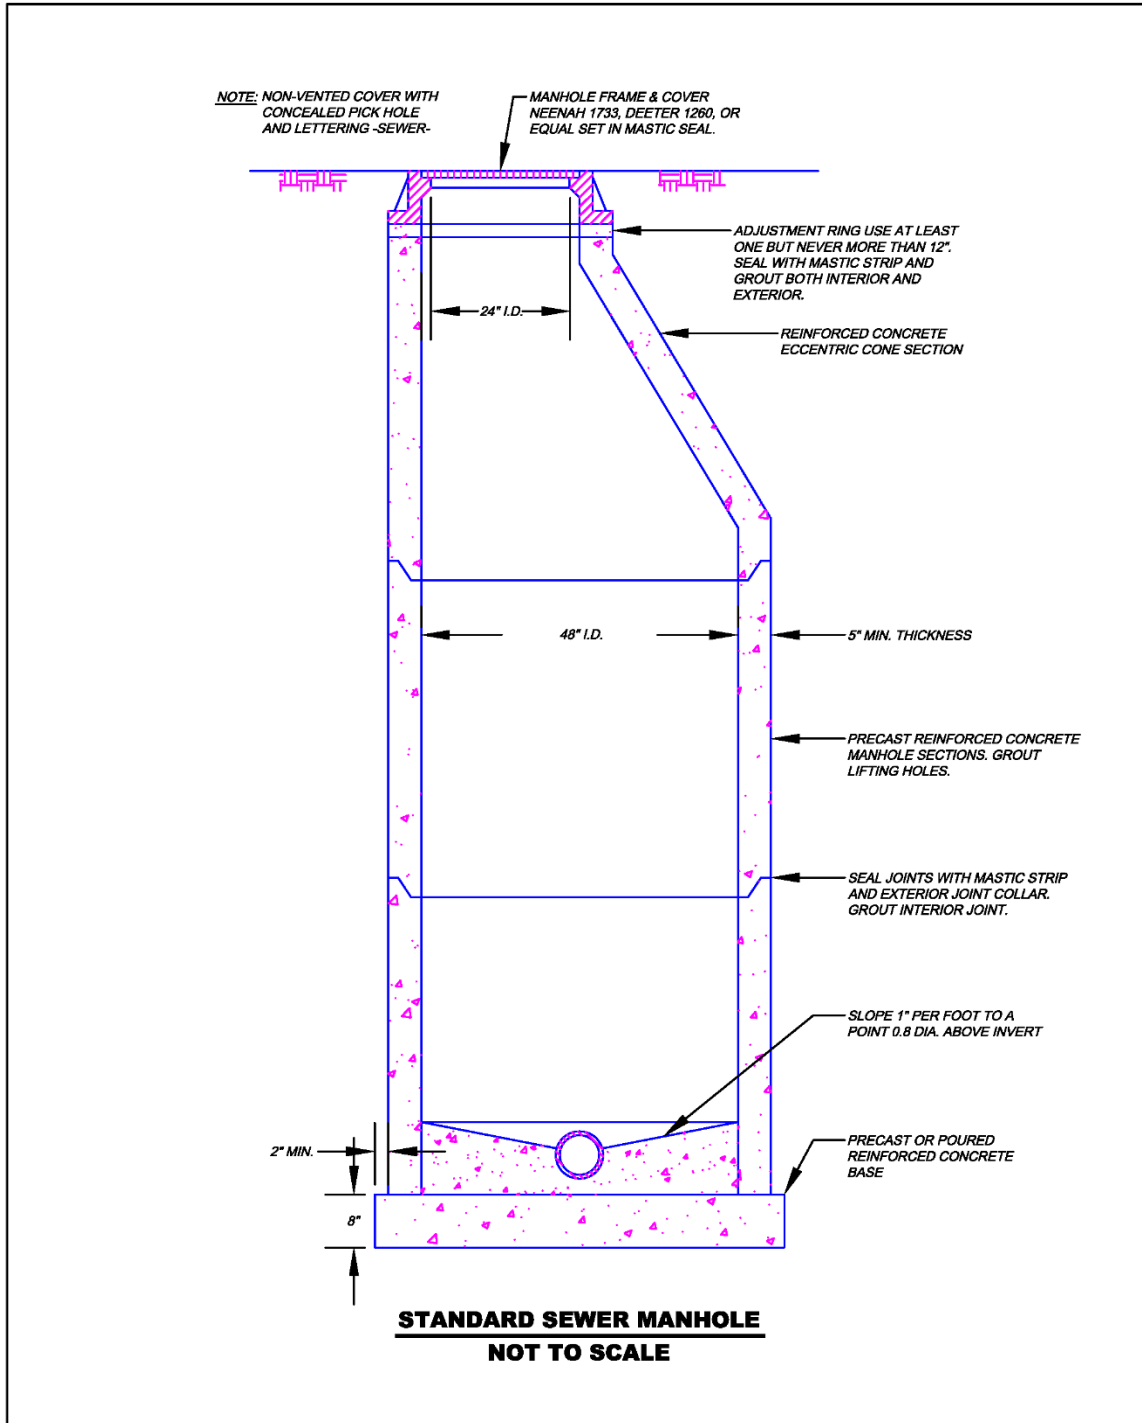 NOTE: NON-VENTED COVER WITH
CONCEALED PICK HOLE
AND LETTERING -SEWER-
MANHOLE FRAME & COVER
NEENAH 1733, DEETER 1260, OR
EQUAL SET IN MASTIC SEAL.
ADJUSTMENT RING USE AT LEAST
ONE BUT NEVER MORE THAN 12".
SEAL WITH MASTIC STRIP AND
GROUT BOTH INTERIOR AND
EXTERIOR.
24" I.D.
REINFORCED CONCRETE
ECCENTRIC CONE SECTION
48" I.D.
5" MIN. THICKNESS
PRECAST REINFORCED CONCRETE
MANHOLE SECTIONS. GROUT
LIFTING HOLES.
SEAL JOINTS WITH MASTIC STRIP
AND EXTERIOR JOINT COLLAR.
GROUT INTERIOR JOINT.
SLOPE 1" PER FOOT TO A
POINT 0.8 DIA. ABOVE INVERT
2" MIN.
PRECAST OR POURED
REINFORCED CONCRETE
BASE
8"
STANDARD SEWER MANHOLE
NOT TO SCALE